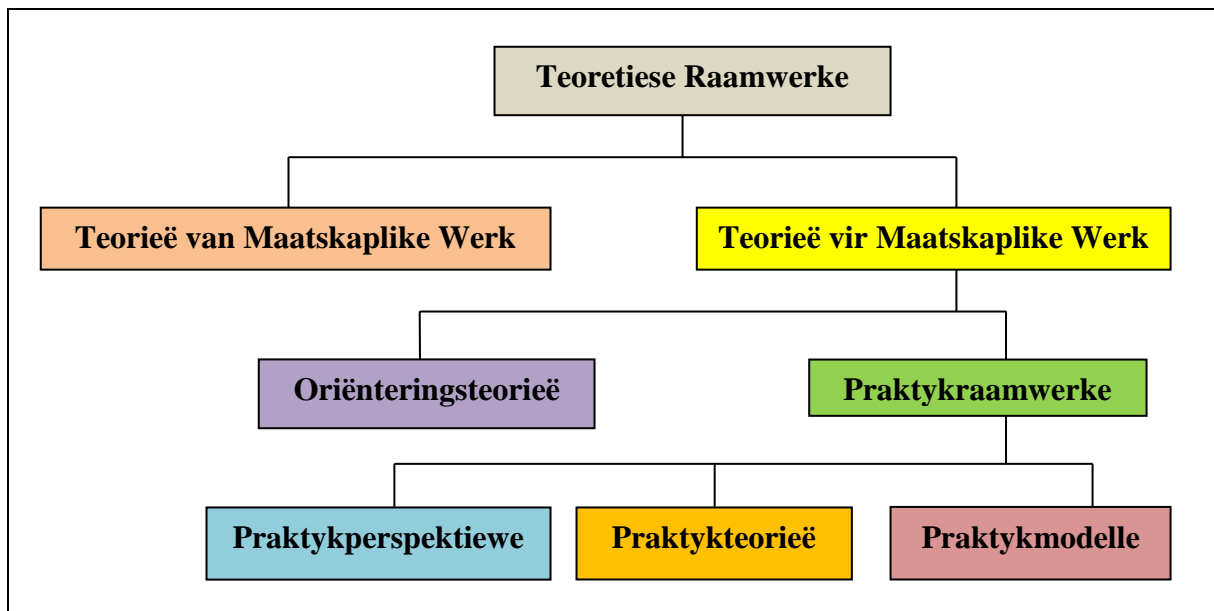 Teoretiese Raamwerke
Teorieë van Maatskaplike Werk
Teorieë vir Maatskaplike Werk
Oriënteringsteorieë
Praktykraamwerke
Praktykperspektiewe
Praktykteorieë
Praktykmodelle